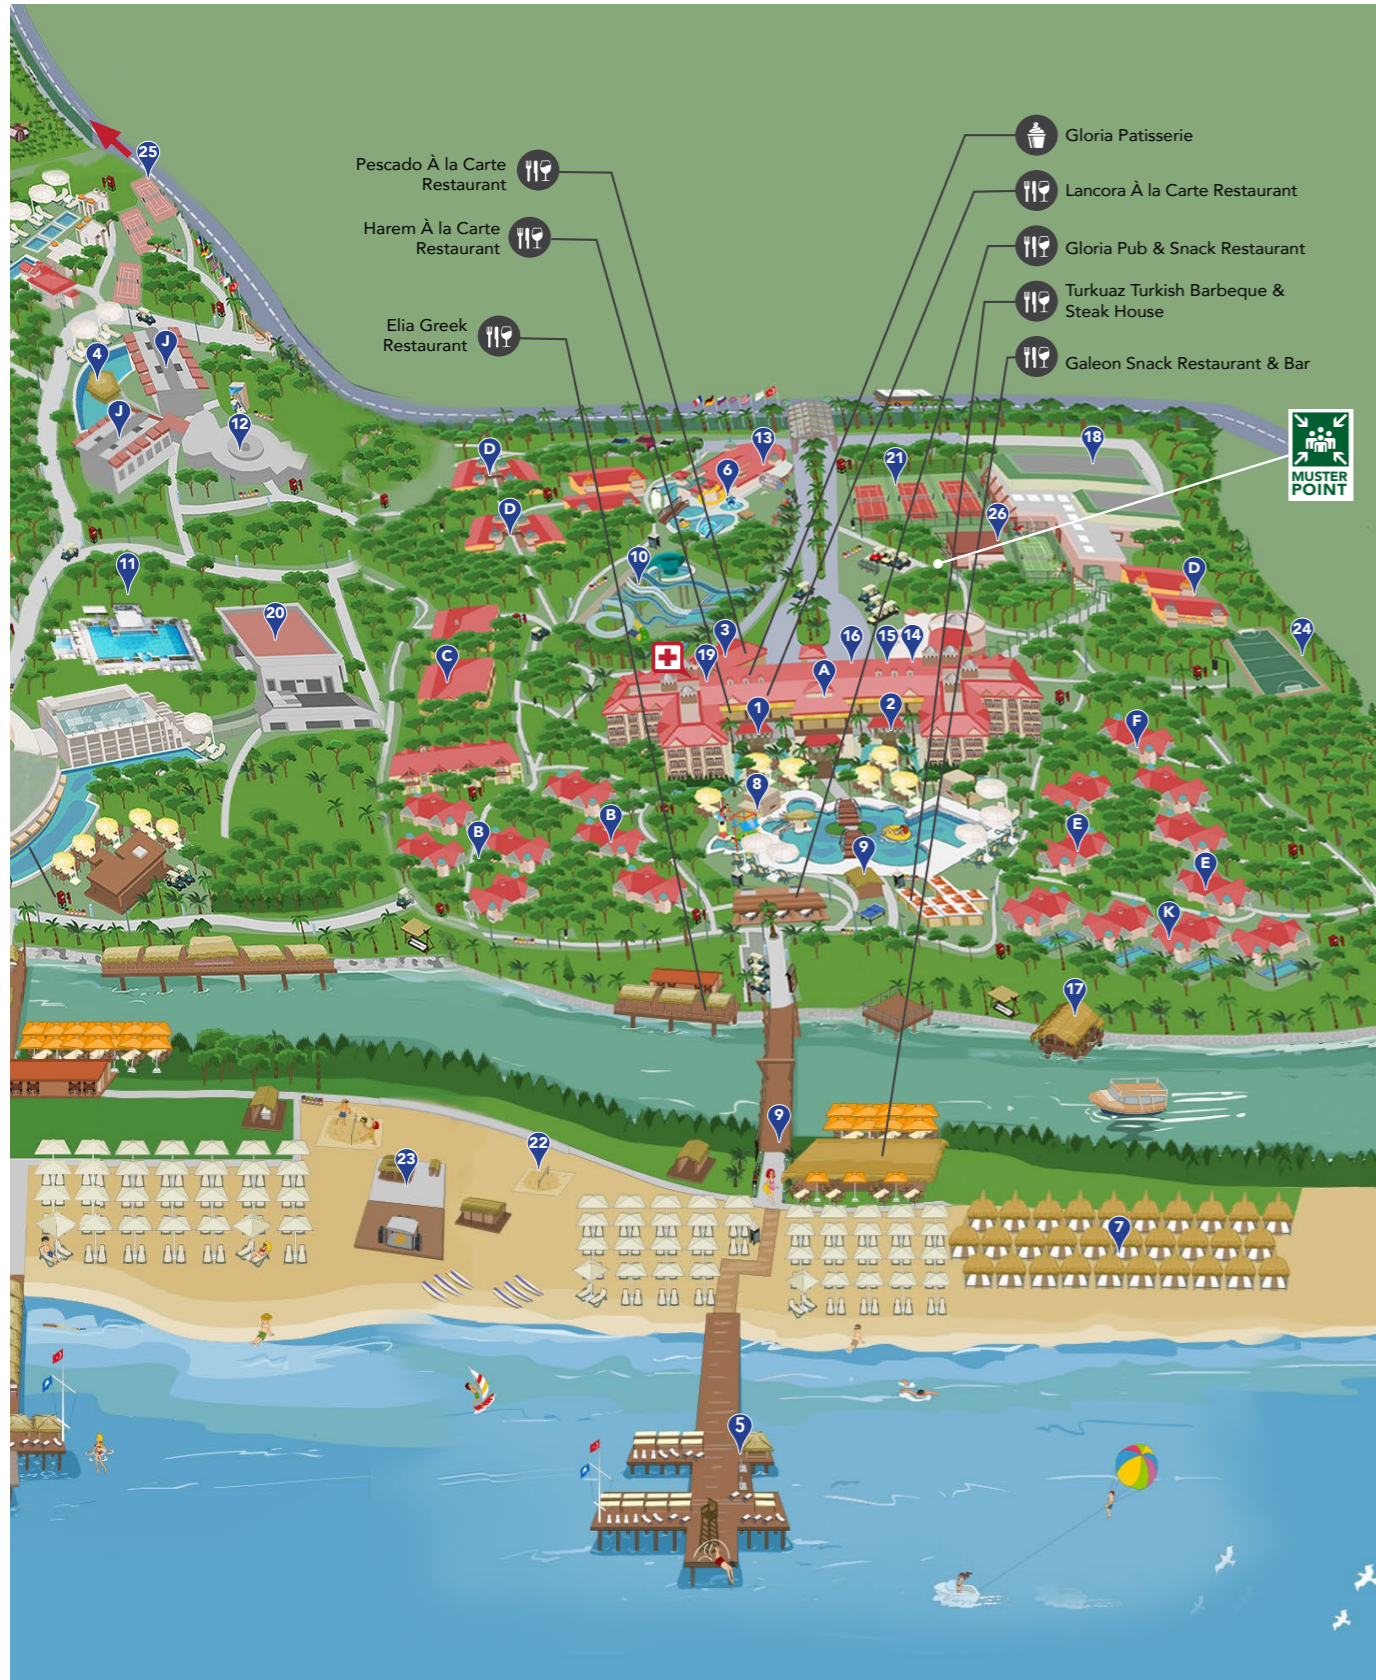 Gloria Patisserie
Pescado À la Carte
Restaurant
Lancora À la Carte Restaurant
Harem À la Carte
Restaurant
Gloria Pub & Snack Restaurant
Turkuaz Turkish Barbeque &
Steak House
Elia Greek
Restaurant
Galeon Snack Restaurant & Bar
MUSTER
POINT
25
4
J
J
12
D
13
6
21
18
26
D
D
10
11
20
C
3
19
16
15
14
A
24
1
2
F
8
B
B
9
E
E
K
17
9
22
23
7
5